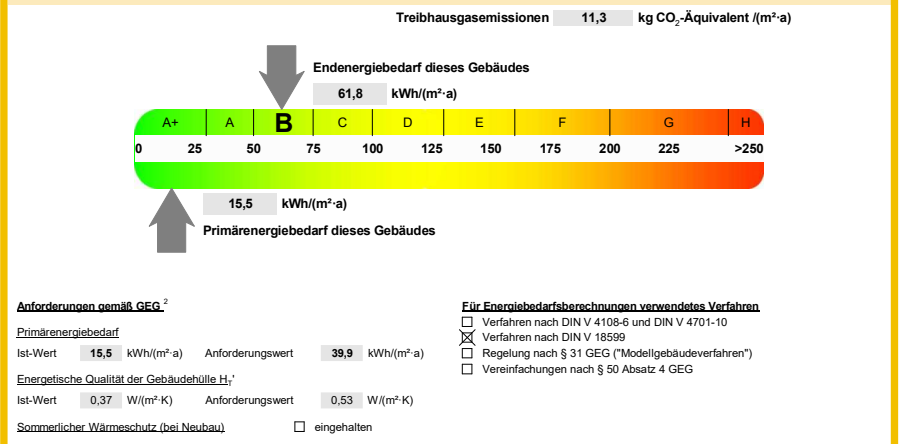 Treibhausgasemissionen 11,3 kg CO₂-Äquivalent /(m²·a)
Endenergiebedarf dieses Gebäudes
61,8 kWh/(m²·a)
A+ A B C D E F G H
0 25 50 75 100 125 150 175 200 225 >250
15,5 kWh/(m²·a)
Primärenergiebedarf dieses Gebäudes
Anforderungen gemäß GEG ²
Primärenergiebedarf
Ist-Wert 15,5 kWh/(m²·a) Anforderungswert 39,9 kWh/(m²·a)
Energetische Qualität der Gebäudehülle H_T'
Ist-Wert 0,37 W/(m²·K) Anforderungswert 0,53 W/(m²·K)
Sommerlicher Wärmeschutz (bei Neubau) ☐ eingehalten
Für Energiebedarfsberechnungen verwendetes Verfahren
☐ Verfahren nach DIN V 4108-6 und DIN V 4701-10
☒ Verfahren nach DIN V 18599
☐ Regelung nach § 31 GEG ("Modellgebäudeverfahren")
☐ Vereinfachungen nach § 50 Absatz 4 GEG